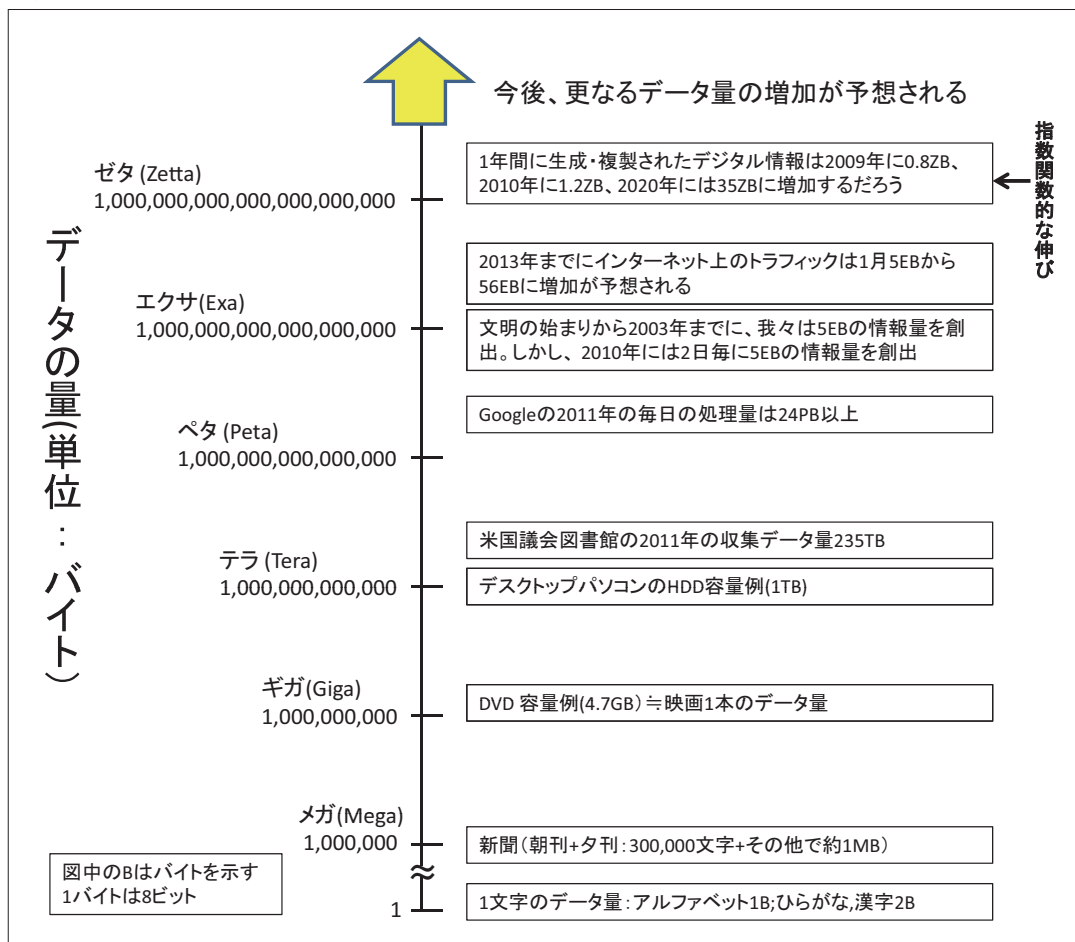 今後、更なるデータ量の増加が予想される
指数関数的な伸び
データの量(単位：バイト)
ゼタ(Zetta)
1,000,000,000,000,000,000,000
1年間に生成・複製されたデジタル情報は2009年に0.8ZB、
2010年に1.2ZB、2020年には35ZBに増加するだろう
2013年までにインターネット上のトラフィックは1月5EBから
56EBに増加が予想される
エクサ(Exa)
1,000,000,000,000,000,000
文明の始まりから2003年までに、我々は5EBの情報量を創
出。しかし、2010年には2日毎に5EBの情報量を創出
Googleの2011年の毎日の処理量は24PB以上
ペタ(Peta)
1,000,000,000,000,000
米国議会図書館の2011年の収集データ量235TB
テラ(Tera)
1,000,000,000,000
デスクトップパソコンのHDD容量例(1TB)
ギガ(Giga)
1,000,000,000
DVD 容量例(4.7GB)≒映画1本のデータ量
メガ(Mega)
1,000,000
新聞(朝刊+夕刊：300,000文字+その他で約1MB)
図中のBはバイトを示す
1バイトは8ビット
1
1文字のデータ量：アルファベット1B;ひらがな,漢字2B